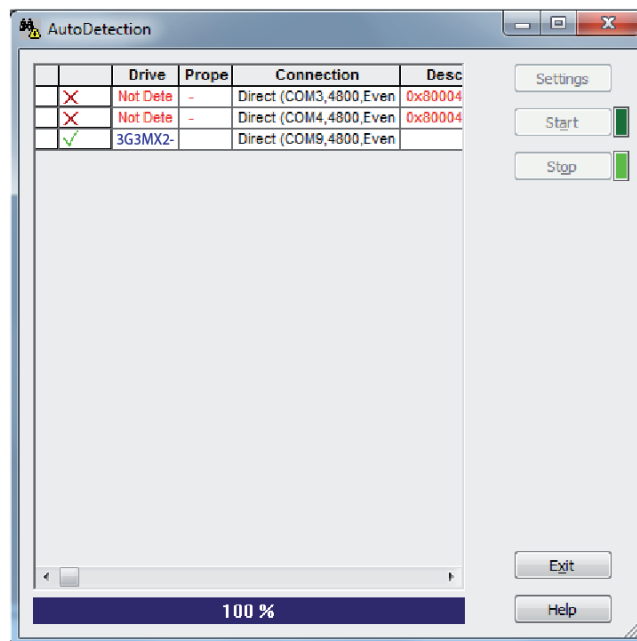 AutoDetection
Drive Prope Connection Desc
Not Dete - Direct (COM3,4800,Even 0x80004
Not Dete - Direct (COM4,4800,Even 0x80004
3G3MX2- Direct (COM9,4800,Even
Settings
Start
Stop
Exit
100 %
Help